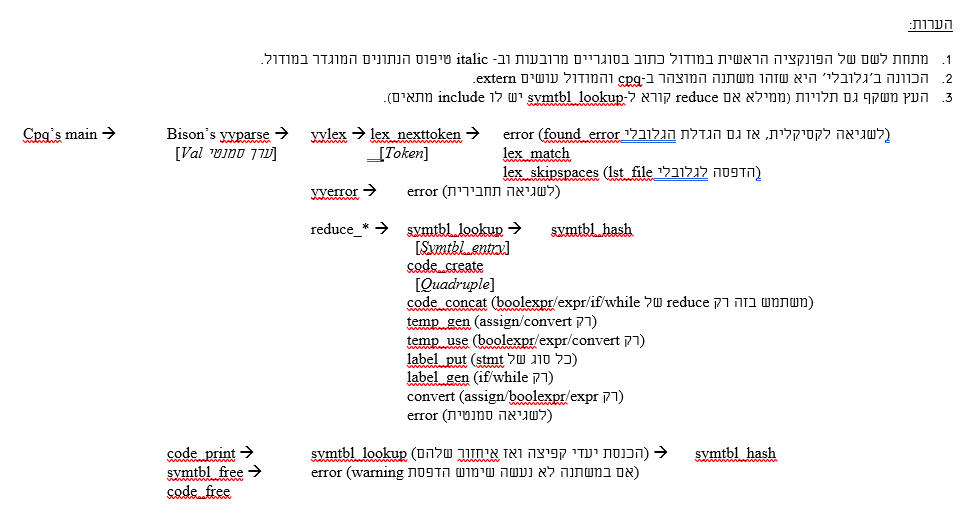 הערות:
1. מתחת לשם של הפונקציה הראשית במודול כתוב בסוגריים מרובעות וב- italic טיפוס הנתונים המוגדר במודול.
2. הכוונה ב'גלובלי' היא שזהו משתנה המוצהר ב-cpq והמודול עושים extern.
3. העץ משקף גם תלויות (ממילא אם reduce קורא ל-symtbl_lookup יש לו include מתאים).
Cpq's main → Bison's yyparse → yylex → lex_nexttoken → error (לשגיאה לקסיקלית, אז גם הגדלת הגלובלי found_error)
[ערך סמנטי Val] [Token] lex_match
lex_skipspaces (הדפסה לגלובלי lst_file)
yyerror → error (לשגיאה תחבירית)
reduce_* → symtbl_lookup → symtbl_hash
[Symtbl_entry]
code_create
[Quadruple]
code_concat (משתמש בזה רק reduce של boolexpr/expr/if/while)
temp_gen (רק assign/convert)
temp_use (רק boolexpr/expr/convert)
label_put (כל סוג של stmt)
label_gen (רק if/while)
convert (רק assign/boolexpr/expr)
error (לשגיאה סמנטית)
code_print → symtbl_lookup (הכנסת יעדי קפיצה ואז איחזור שלהם) → symtbl_hash
symtbl_free → error (אם במשתנה לא נעשה שימוש הדפסת warning)
code_free